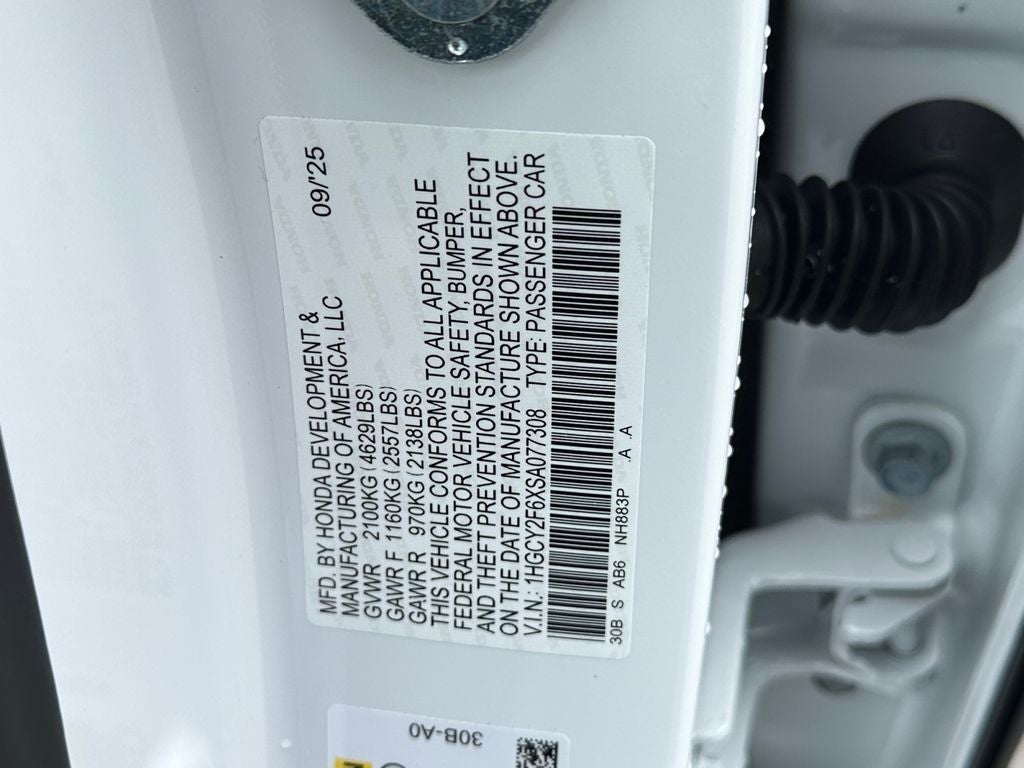 MFD. BY HONDA DEVELOPMENT & 09/'25
MANUFACTURING OF AMERICA, LLC
GVWR 2100KG (4629LBS)
GAWR F 1160KG (2557LBS)
GAWR R 970KG (2138LBS)
THIS VEHICLE CONFORMS TO ALL APPLICABLE
FEDERAL MOTOR VEHICLE SAFETY, BUMPER,
AND THEFT PREVENTION STANDARDS IN EFFECT
ON THE DATE OF MANUFACTURE SHOWN ABOVE.
V.I.N.: 1HGCY2F6XSA077308 TYPE: PASSENGER CAR
30B S AB6 NH883P .A .A
30B-A0